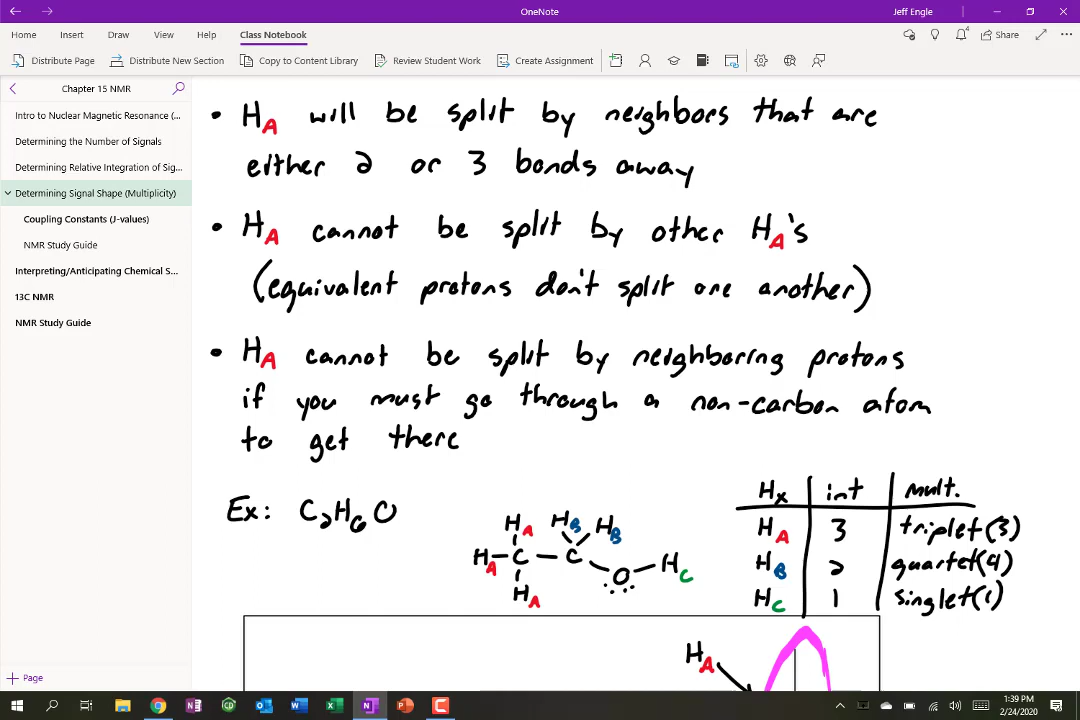 OneNote
Jeff Engle
Home Insert Draw View Help Class Notebook
Share
Distribute Page Distribute New Section Copy to Content Library Review Student Work Create Assignment
Chapter 15 NMR
Intro to Nuclear Magnetic Resonance (...
Determining the Number of Signals
Determining Relative Integration of Sig...
Determining Signal Shape (Multiplicity)
Coupling Constants (J-values)
NMR Study Guide
Interpreting/Anticipating Chemical S...
13C NMR
NMR Study Guide
Page
• HA will be split by neighbors that are
either 2 or 3 bonds away
• HA cannot be split by other HA's
(equivalent protons don't split one another)
• HA cannot be split by neighboring protons
if you must go through a non-carbon atom
to get there
Ex: C2H6O
HA HB HB
HA-C-C
O-HC
HA
Hx int mult.
HA 3 triplet(3)
HB 2 quartet(4)
HC 1 singlet(1)
HA
1:39 PM
2/24/2020